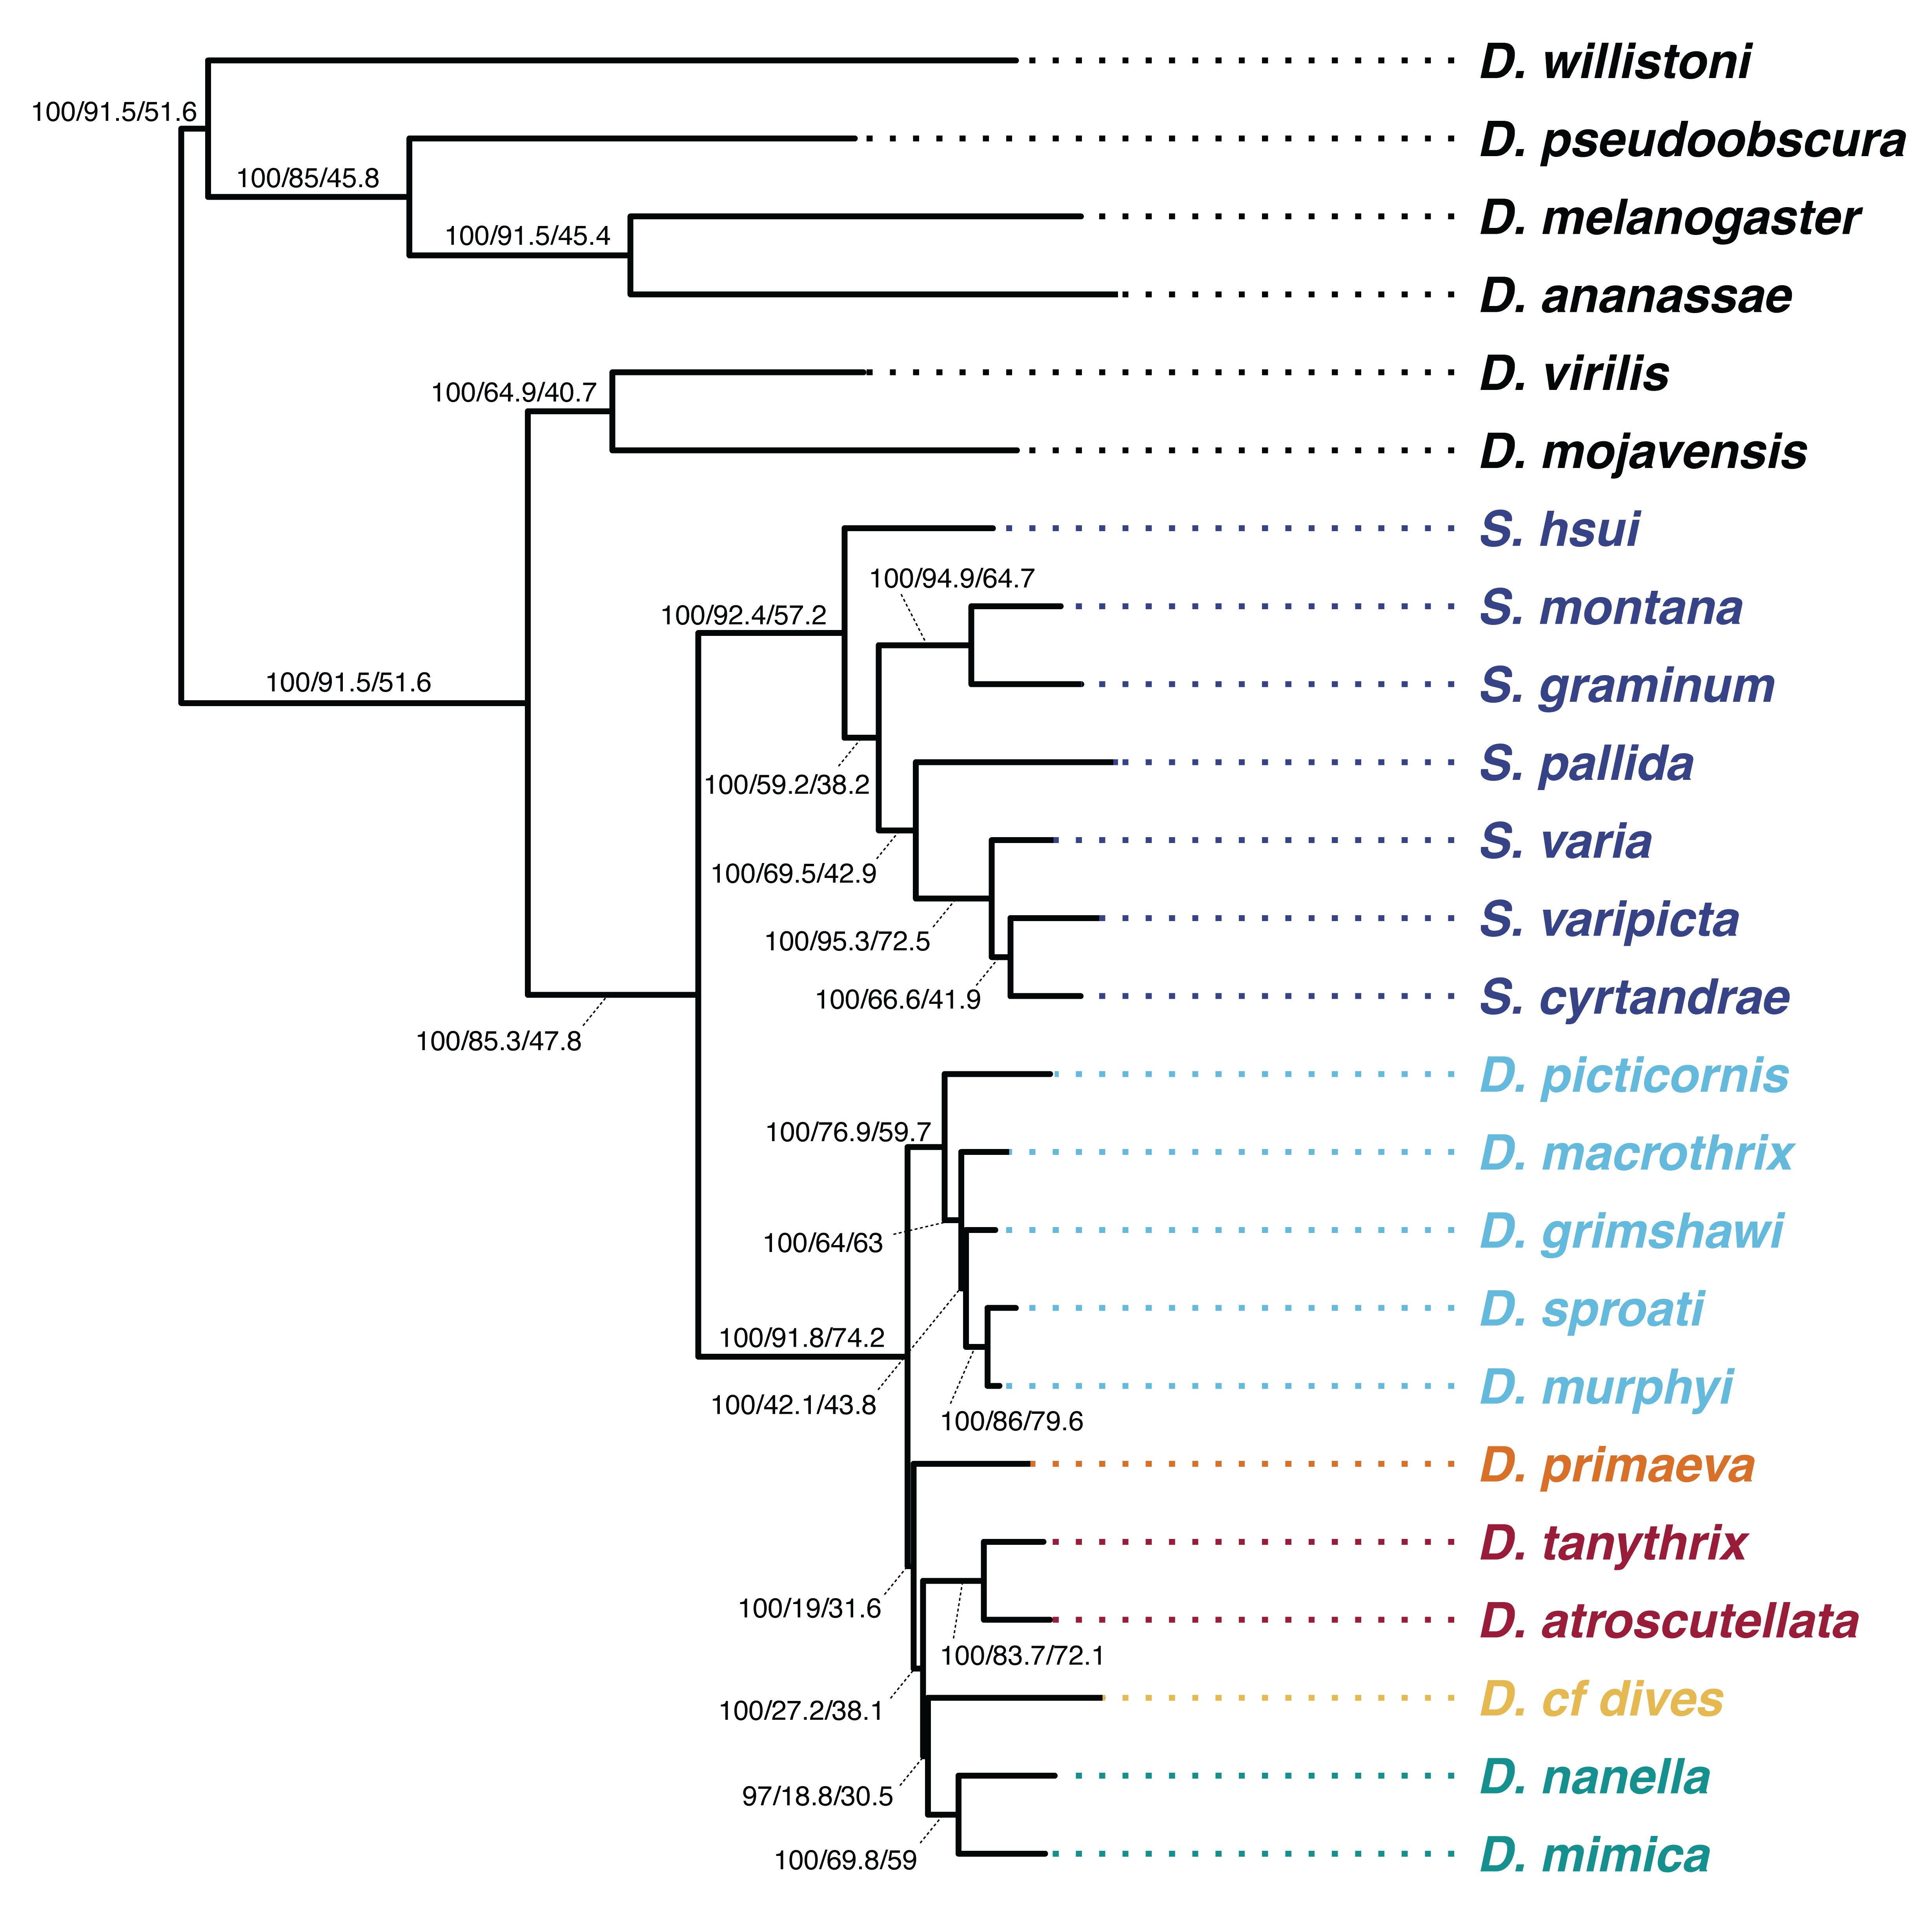 D. willistoni
100/91.5/51.6
D. pseudoobscura
100/85/45.8
D. melanogaster
100/91.5/45.4
D. ananassae
D. virilis
100/64.9/40.7
D. mojavensis
S. hsui
100/94.9/64.7
S. montana
100/92.4/57.2
S. graminum
100/91.5/51.6
S. pallida
100/59.2/38.2
S. varia
100/69.5/42.9
S. varipicta
100/95.3/72.5
S. cyrtandrae
100/66.6/41.9
100/85.3/47.8
D. picticornis
100/76.9/59.7
D. macrothrix
D. grimshawi
100/64/63
D. sproati
100/91.8/74.2
D. murphyi
100/42.1/43.8
100/86/79.6
D. primaeva
D. tanythrix
100/19/31.6
D. atroscutellata
100/83.7/72.1
D. cf dives
100/27.2/38.1
D. nanella
97/18.8/30.5
D. mimica
100/69.8/59